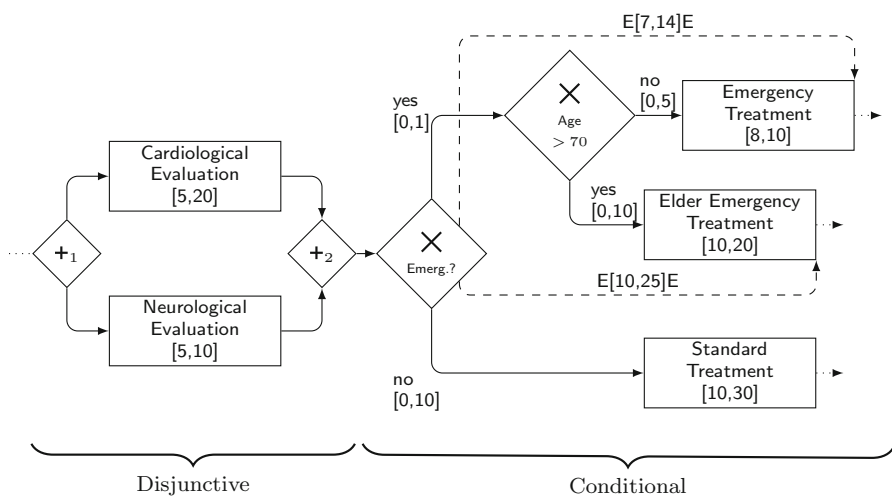 E[7,14]E
yes
[0,1]
×
Age
> 70
no
[0,5]
Emergency
Treatment
[8,10]
Cardiological
Evaluation
[5,20]
yes
[0,10]
Elder Emergency
Treatment
[10,20]
+1
+2
×
Emerg.?
E[10,25]E
Neurological
Evaluation
[5,10]
no
[0,10]
Standard
Treatment
[10,30]
Disjunctive
Conditional